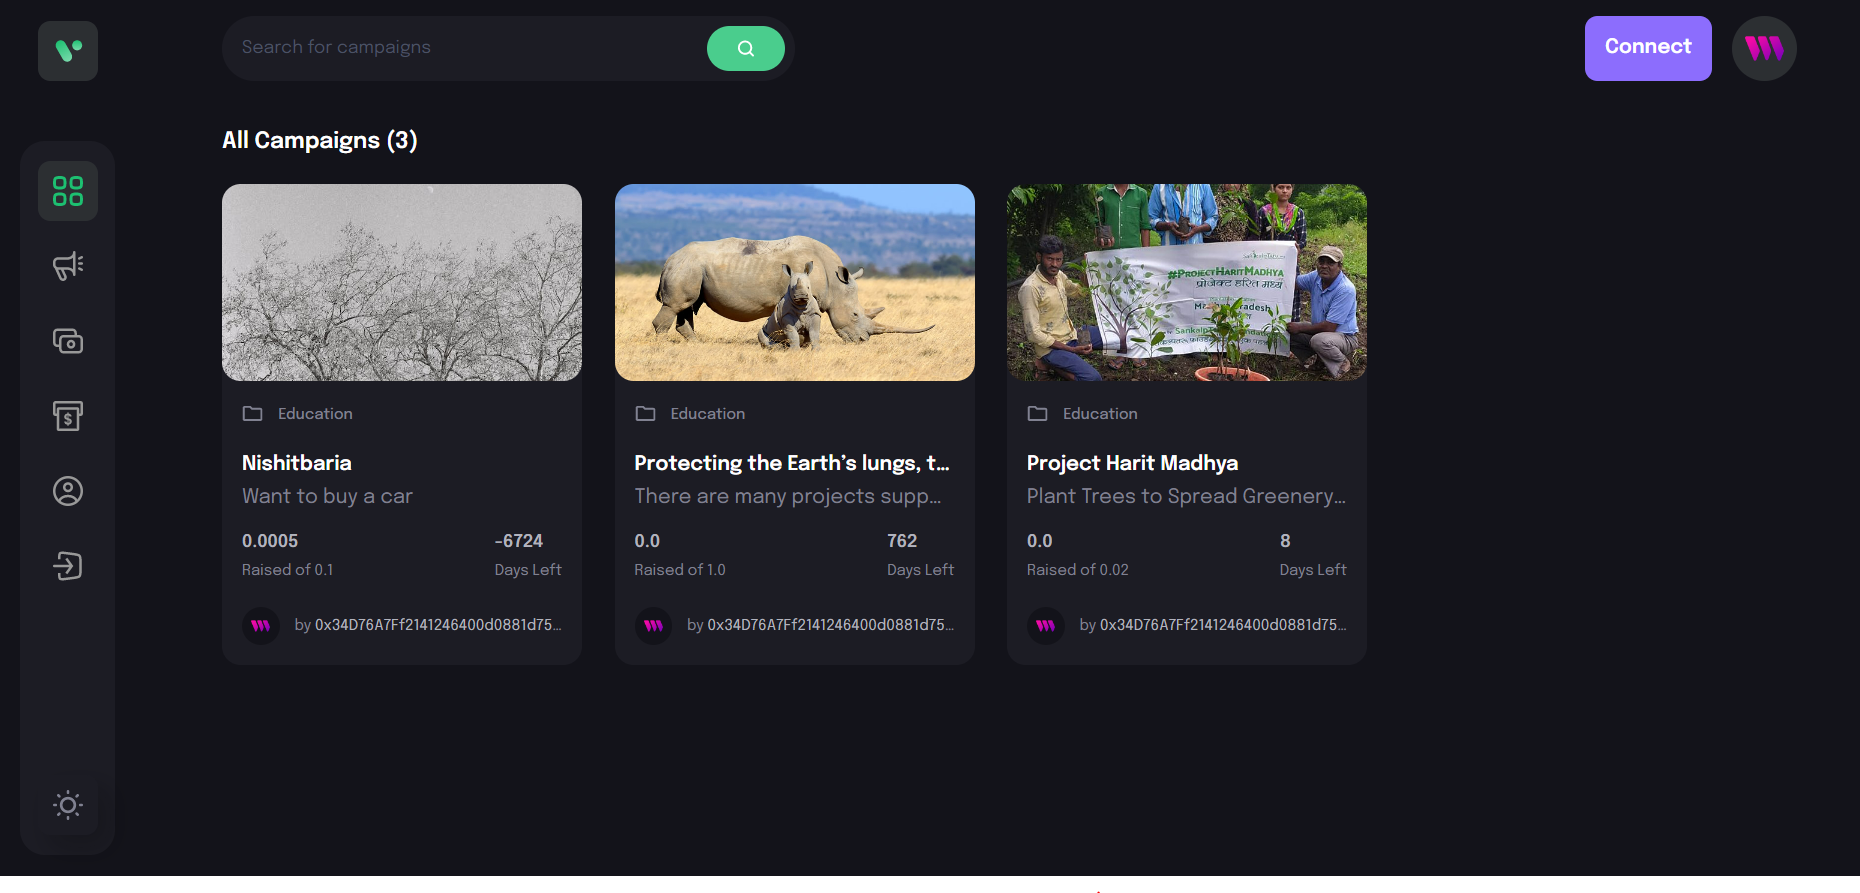 Search for campaigns
Connect
All Campaigns (3)
#ProjectHaritMadhya
प्रोजेक्ट हरित मध्य
Education
Nishitbaria
Want to buy a car
0.0005
-6724
Raised of 0.1
Days Left
by 0x34D76A7Ff2141246400d0881d75...
Education
Protecting the Earth's lungs, t...
There are many projects supp...
0.0
762
Raised of 1.0
Days Left
by 0x34D76A7Ff2141246400d0881d75...
Education
Project Harit Madhya
Plant Trees to Spread Greenery...
0.0
8
Raised of 0.02
Days Left
by 0x34D76A7Ff2141246400d0881d75...